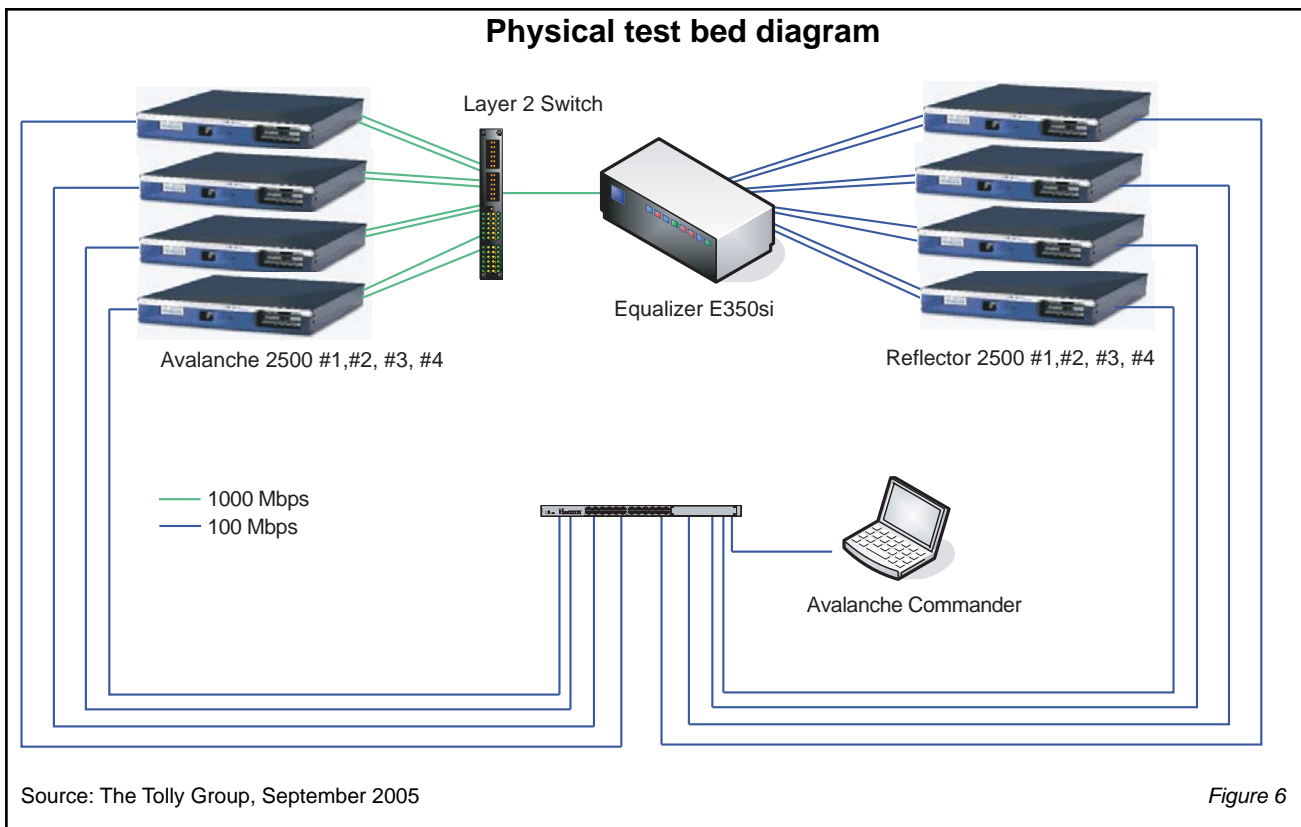 Physical test bed diagram
Layer 2 Switch
Equalizer E350si
Avalanche 2500 #1,#2, #3, #4
Reflector 2500 #1,#2, #3, #4
1000 Mbps
100 Mbps
Avalanche Commander
Source: The Tolly Group, September 2005
Figure 6